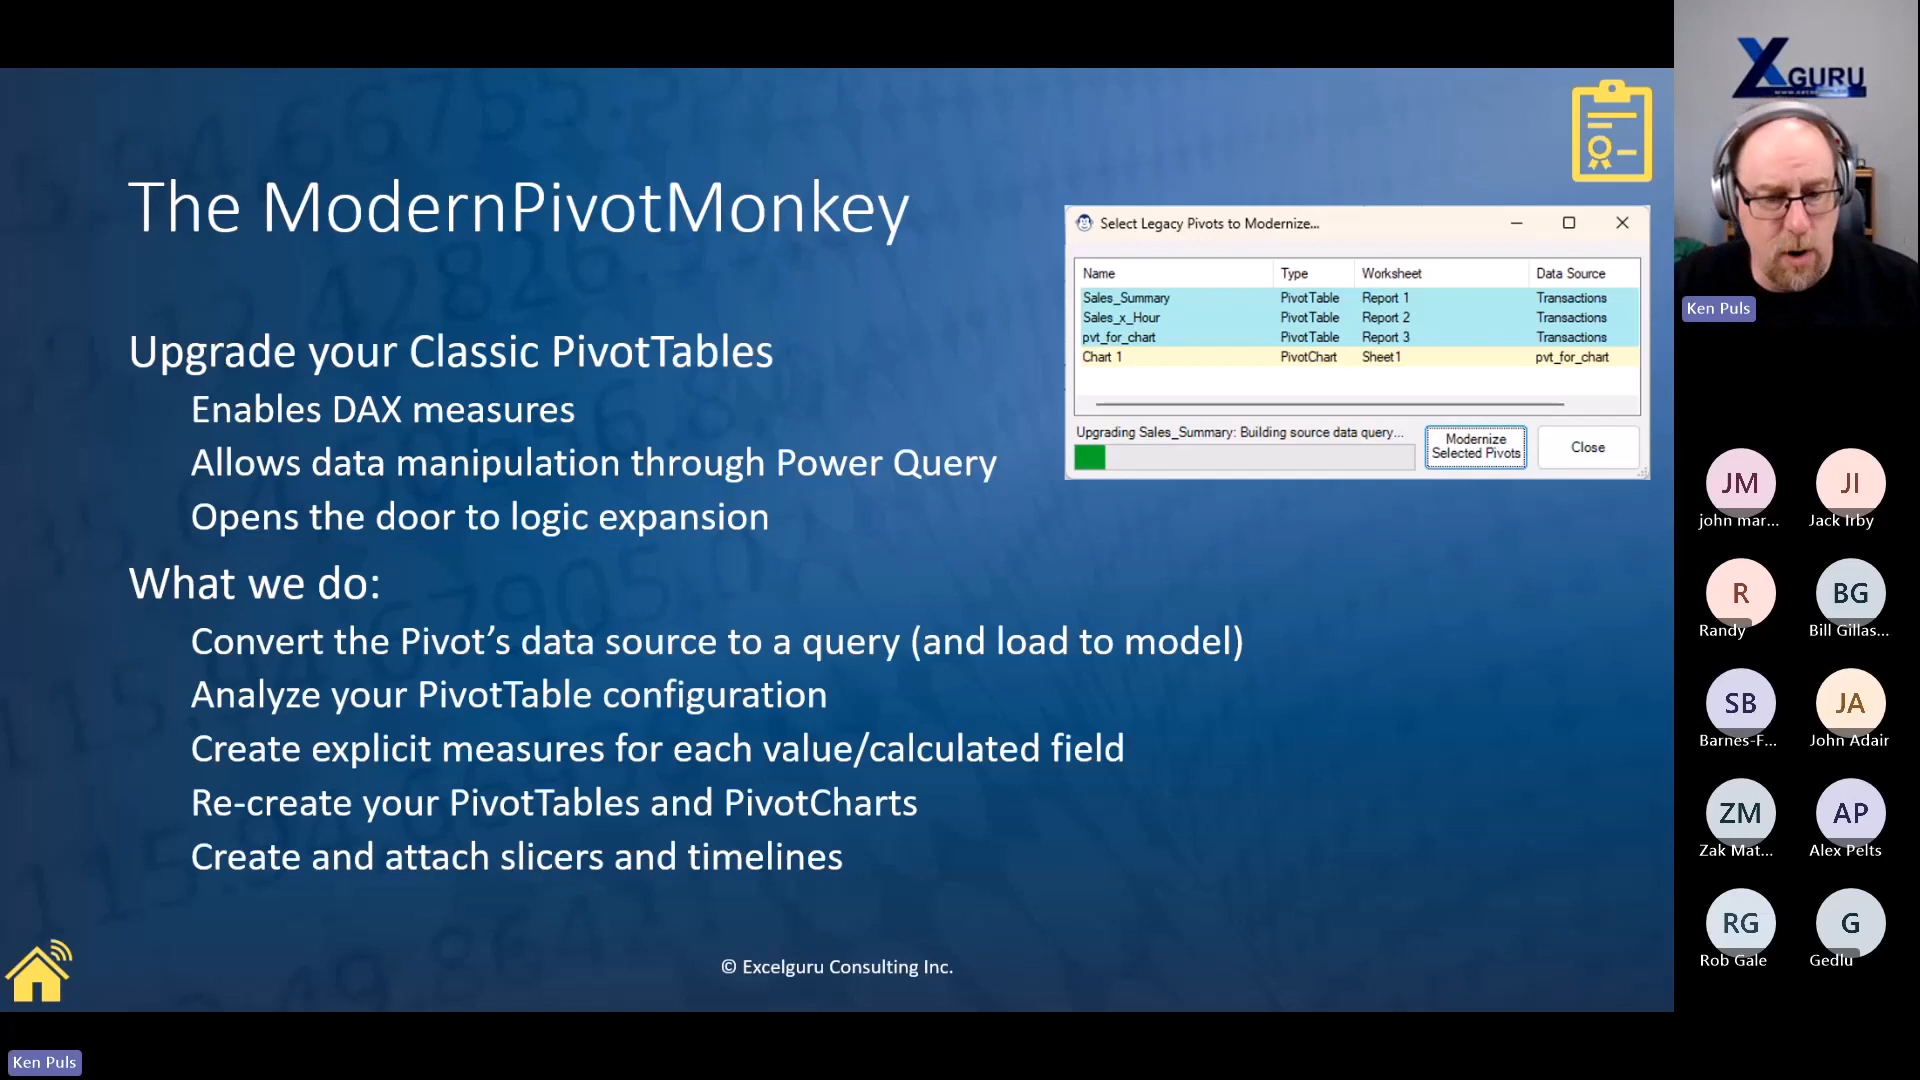 The ModernPivotMonkey
Upgrade your Classic PivotTables
Enables DAX measures
Allows data manipulation through Power Query
Opens the door to logic expansion
What we do:
Convert the Pivot’s data source to a query (and load to model)
Analyze your PivotTable configuration
Create explicit measures for each value/calculated field
Re-create your PivotTables and PivotCharts
Create and attach slicers and timelines
© Excelguru Consulting Inc.
Select Legacy Pivots to Modernize...
Name Type Worksheet Data Source
Sales_Summary PivotTable Report 1 Transactions
Sales_x_Hour PivotTable Report 2 Transactions
pvt_for_chart PivotTable Report 3 Transactions
Chart 1 PivotChart Sheet1 pvt_for_chart
Upgrading Sales_Summary: Building source data query...
Modernize
Selected Pivots
Close
XGURU
Ken Puls
JM JI
john mar... Jack Irby
R BG
Randy Bill Gillas...
SB JA
Barnes-F... John Adair
ZM AP
Zak Mat... Alex Pelts
RG G
Rob Gale Gedlu
Ken Puls